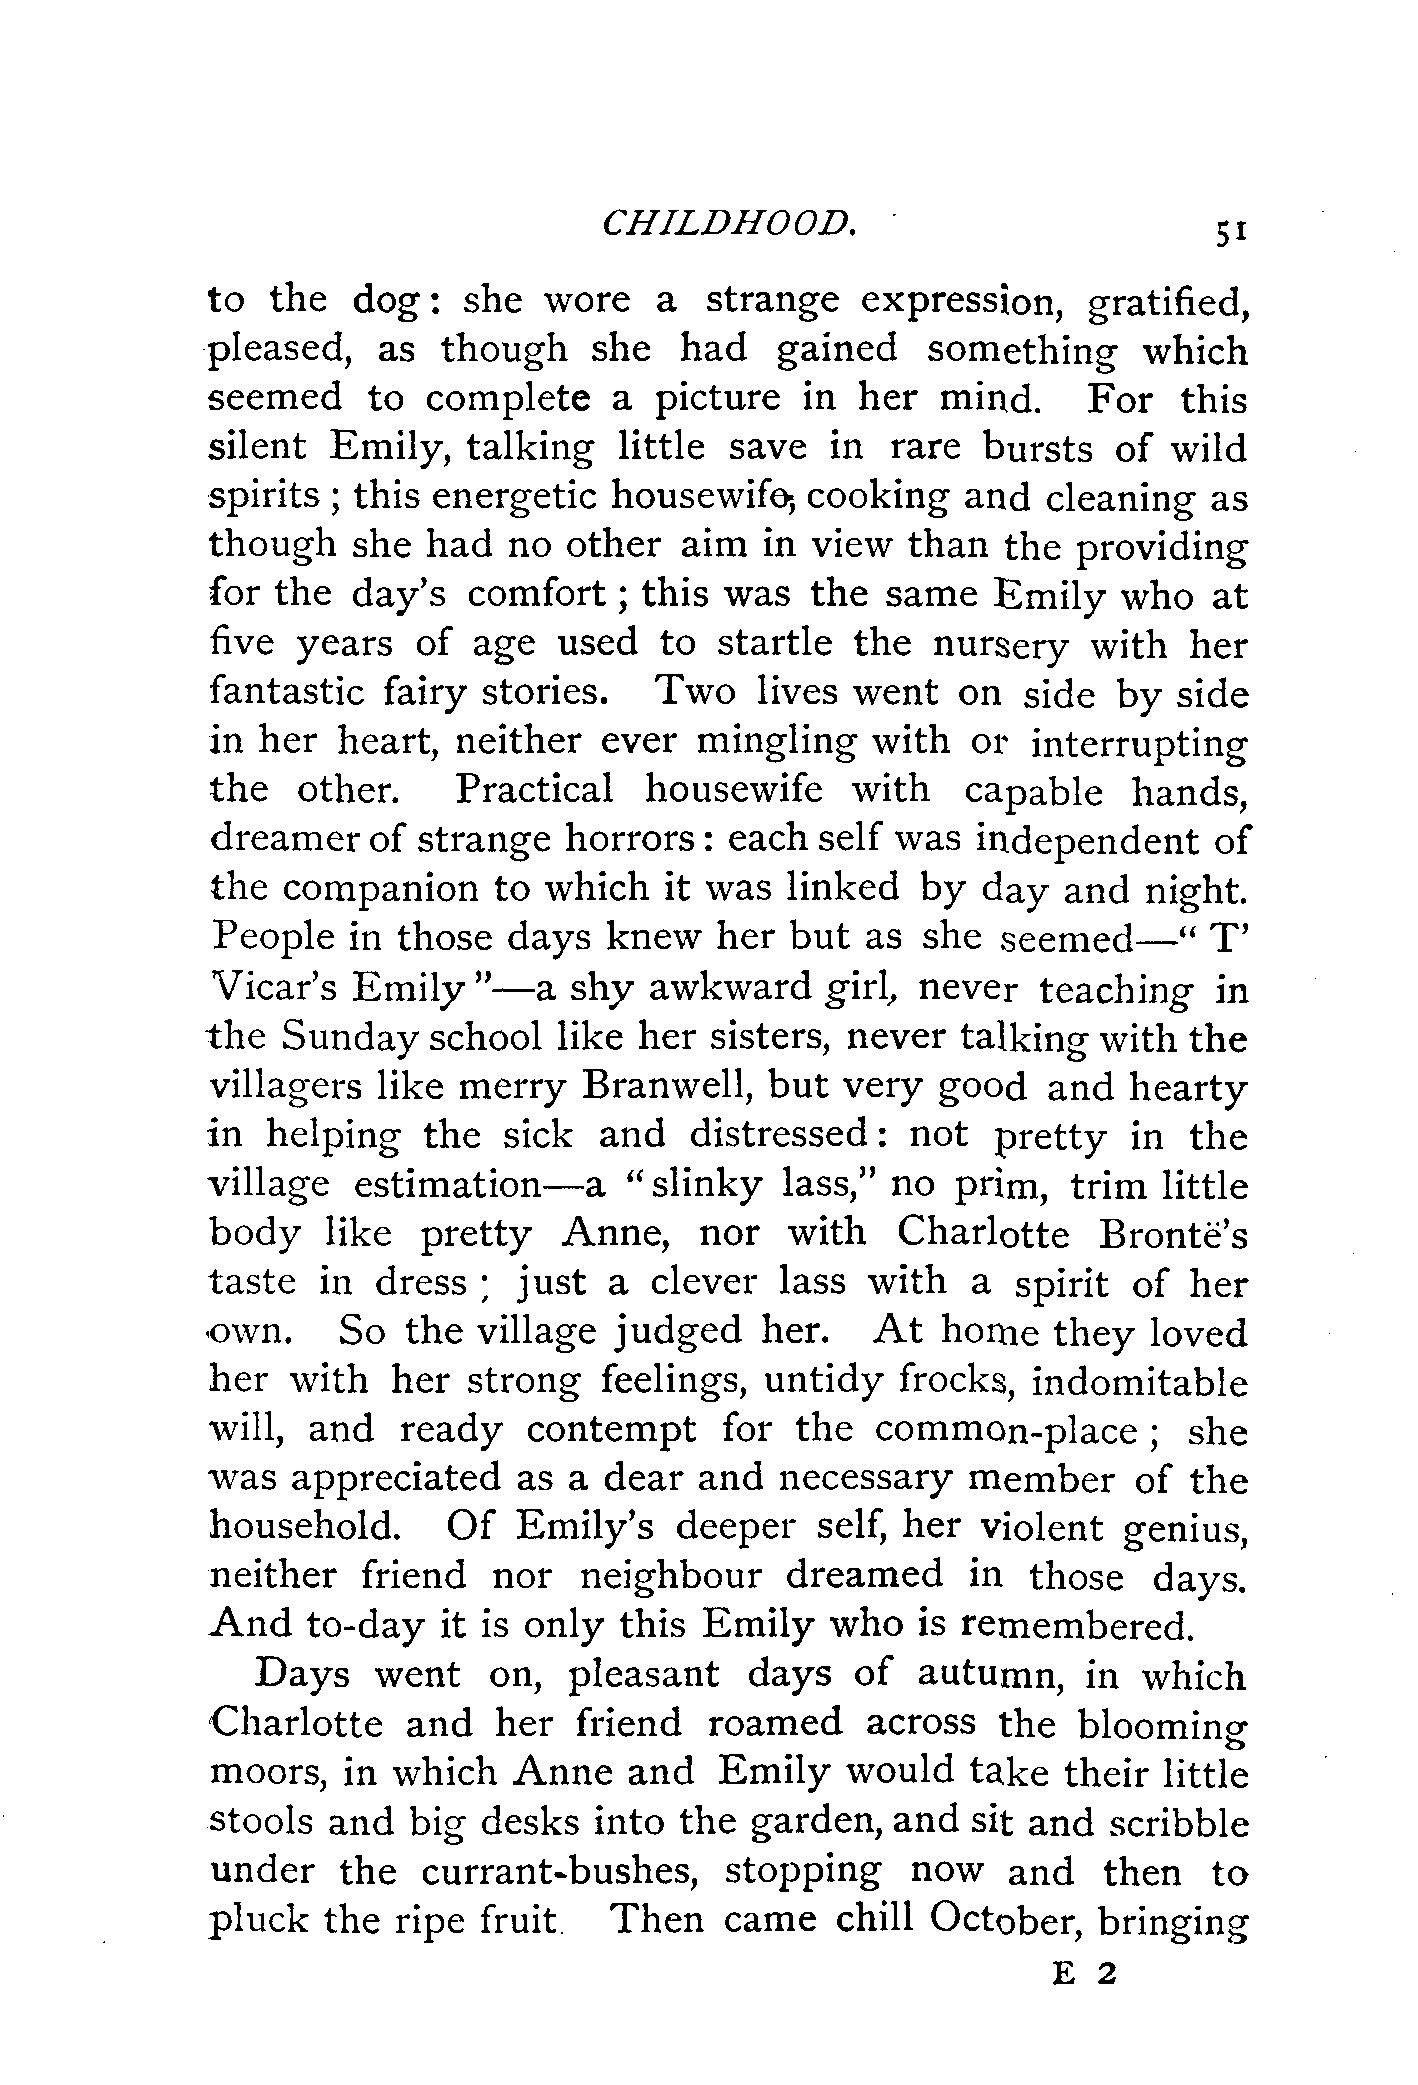 CHILDHOOD. 51
to the dog: she wore a strange expression, gratified,
pleased, as though she had gained something which
seemed to complete a picture in her mind. For this
silent Emily, talking little save in rare bursts of wild
spirits ; this energetic housewife, cooking and cleaning as
though she had no other aim in view than the providing
for the day's comfort ; this was the same Emily who at
five years of age used to startle the nursery with her
fantastic fairy stories. Two lives went on side by side
in her heart, neither ever mingling with or interrupting
the other. Practical housewife with capable hands,
dreamer of strange horrors : each self was independent of
the companion to which it was linked by day and night.
People in those days knew her but as she seemed—" T'
Vicar's Emily "—a shy awkward girl, never teaching in
the Sunday school like her sisters, never talking with the
villagers like merry Branwell, but very good and hearty
in helping the sick and distressed : not pretty in the
village estimation—a "slinky lass," no prim, trim little
body like pretty Anne, nor with Charlotte Brontë's
taste in dress ; just a clever lass with a spirit of her
own. So the village judged her. At home they loved
her with her strong feelings, untidy frocks, indomitable
will, and ready contempt for the common-place ; she
was appreciated as a dear and necessary member of the
household. Of Emily's deeper self, her violent genius,
neither friend nor neighbour dreamed in those days.
And to-day it is only this Emily who is remembered.
Days went on, pleasant days of autumn, in which
Charlotte and her friend roamed across the blooming
moors, in which Anne and Emily would take their little
stools and big desks into the garden, and sit and scribble
under the currant-bushes, stopping now and then to
pluck the ripe fruit. Then came chill October, bringing
E 2